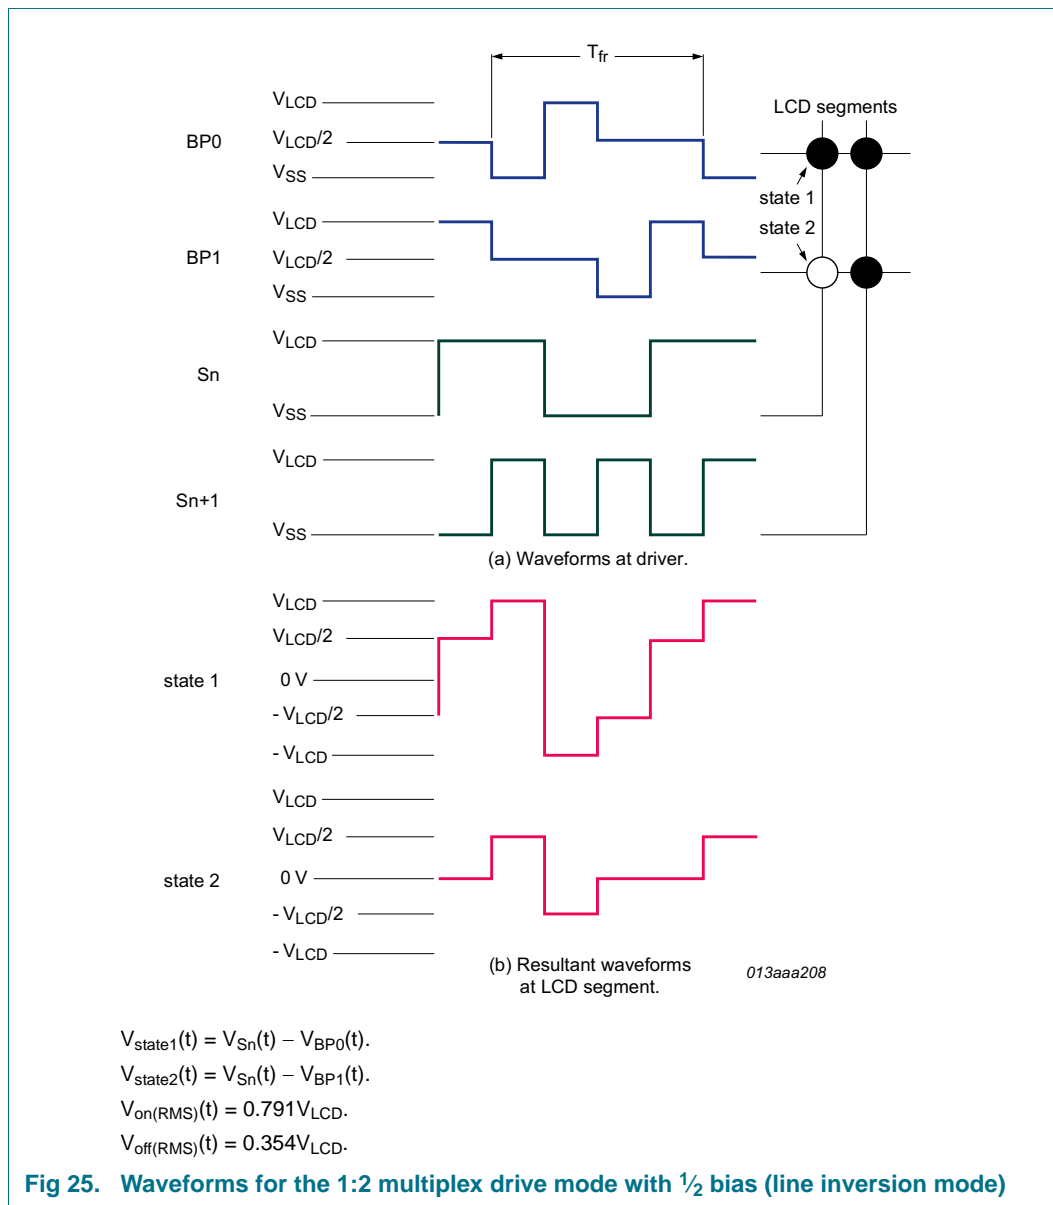 T_fr
BP0
V_LCD
V_LCD/2
V_SS
LCD segments
state 1
BP1
V_LCD
V_LCD/2
V_SS
state 2
Sn
V_LCD
V_SS
Sn+1
V_LCD
V_SS
(a) Waveforms at driver.
state 1
V_LCD
V_LCD/2
0 V
- V_LCD/2
- V_LCD
state 2
V_LCD
V_LCD/2
0 V
- V_LCD/2
- V_LCD
(b) Resultant waveforms
at LCD segment.
013aaa208
V_state1(t) = V_Sn(t) − V_BP0(t).
V_state2(t) = V_Sn(t) − V_BP1(t).
V_on(RMS)(t) = 0.791V_LCD.
V_off(RMS)(t) = 0.354V_LCD.
Fig 25. Waveforms for the 1:2 multiplex drive mode with 1⁄2 bias (line inversion mode)